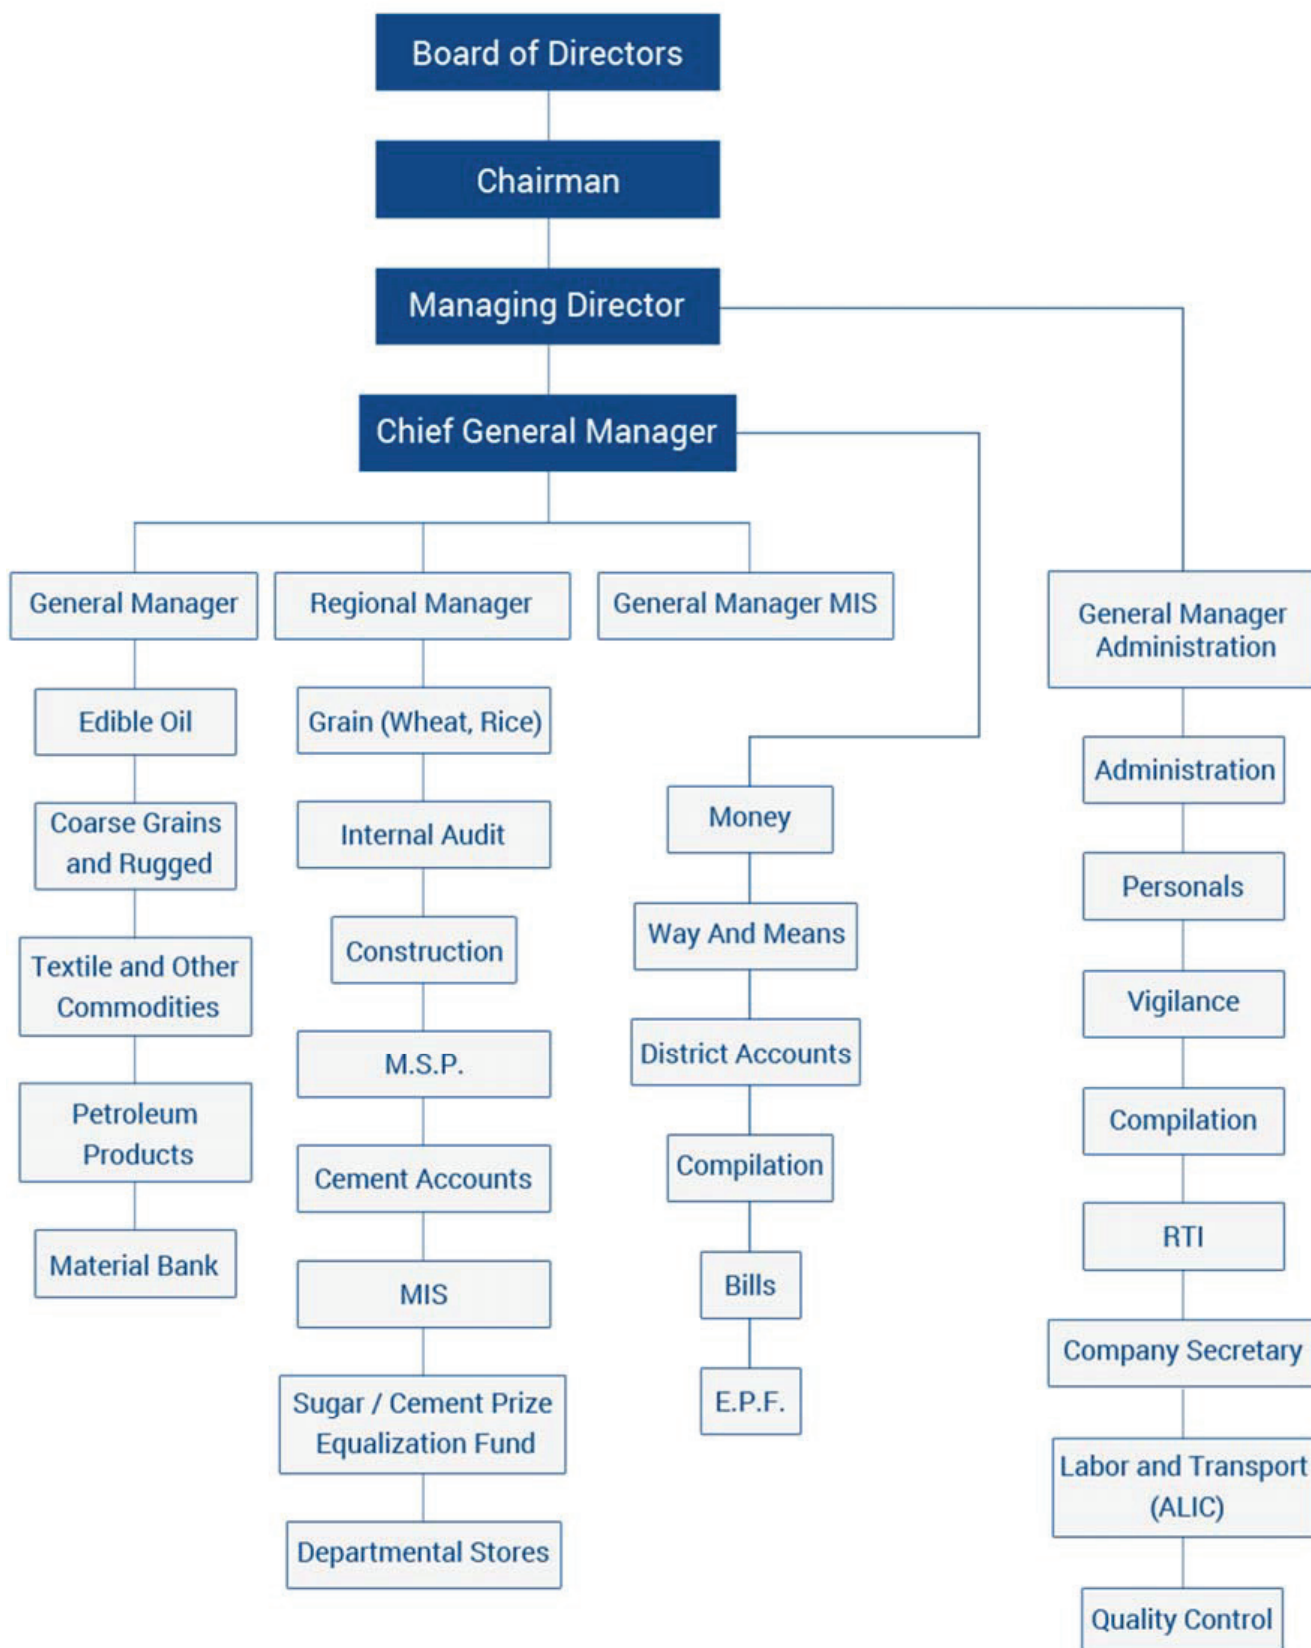 Board of Directors
Chairman
Managing Director
Chief General Manager
General Manager
Regional Manager
General Manager MIS
General Manager
Administration
Edible Oil
Coarse Grains
and Rugged
Textile and Other
Commodities
Petroleum
Products
Material Bank
Grain (Wheat, Rice)
Internal Audit
Construction
M.S.P.
Cement Accounts
MIS
Sugar / Cement Prize
Equalization Fund
Departmental Stores
Money
Way And Means
District Accounts
Compilation
Bills
E.P.F.
Administration
Personals
Vigilance
Compilation
RTI
Company Secretary
Labor and Transport
(ALIC)
Quality Control